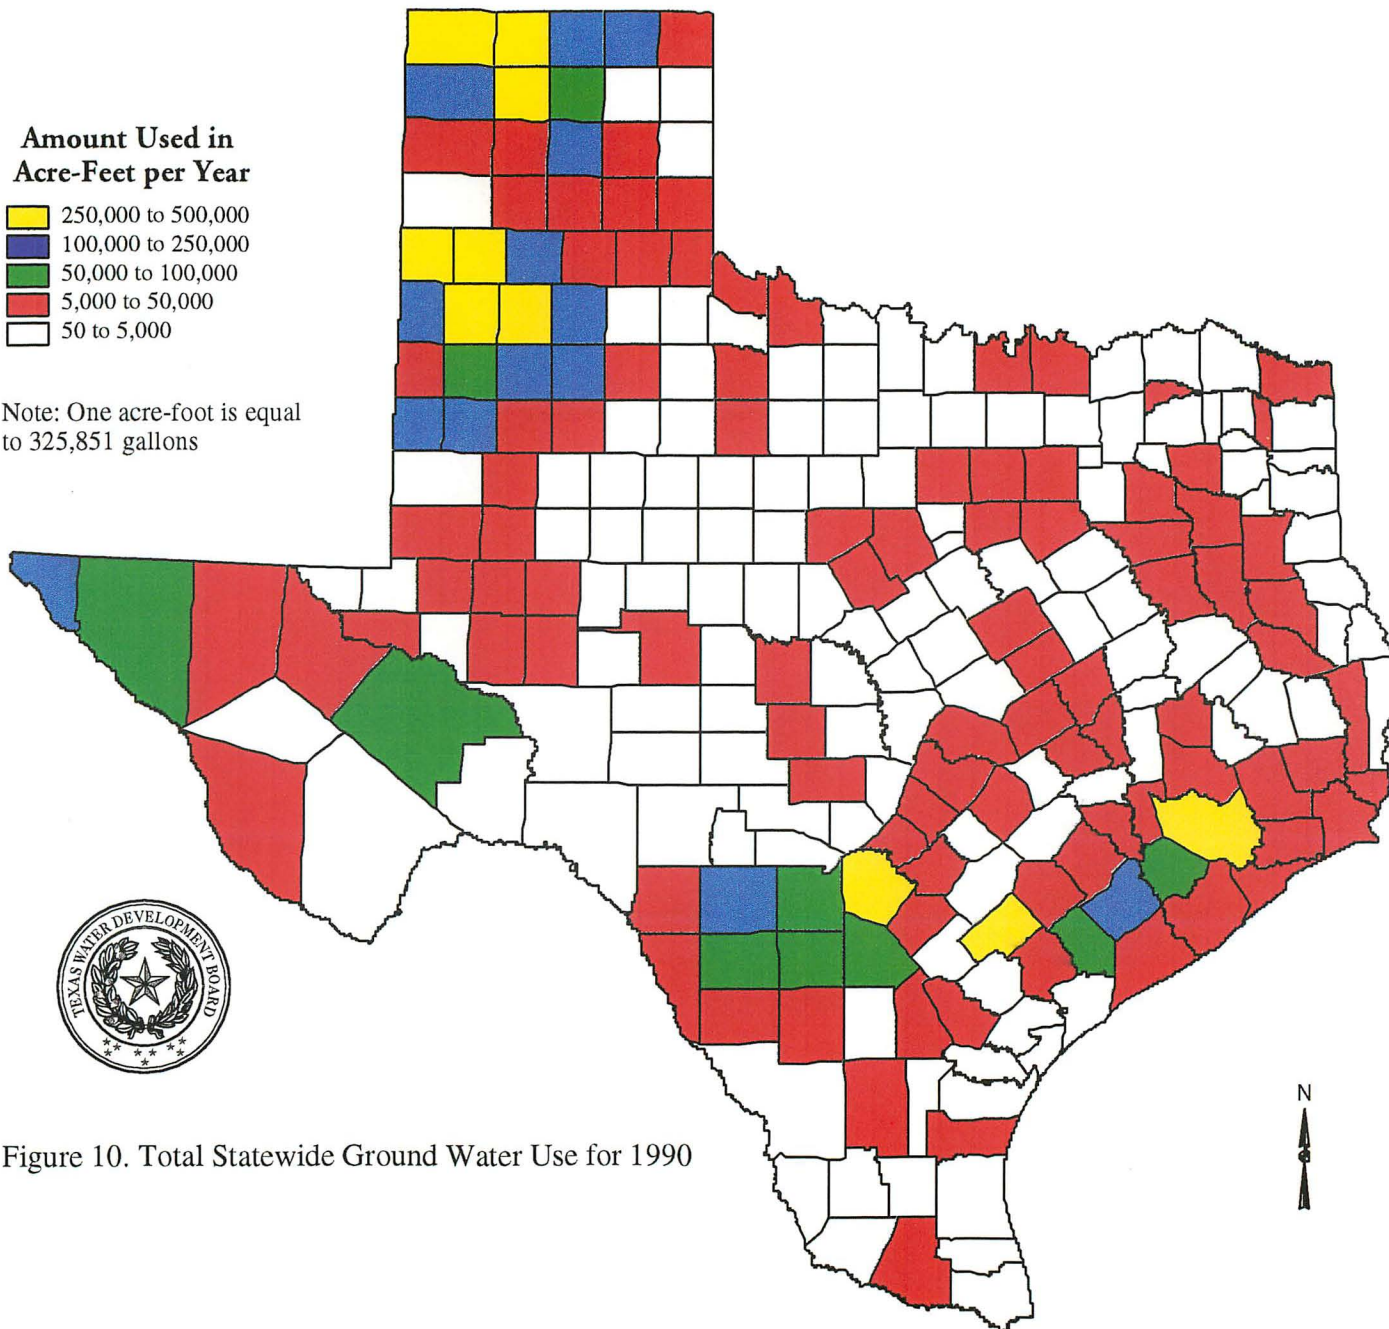 Amount Used in
Acre-Feet per Year
250,000 to 500,000
100,000 to 250,000
50,000 to 100,000
5,000 to 50,000
50 to 5,000
Note: One acre-foot is equal
to 325,851 gallons
TEXAS WATER DEVELOPMENT BOARD
N
Figure 10. Total Statewide Ground Water Use for 1990